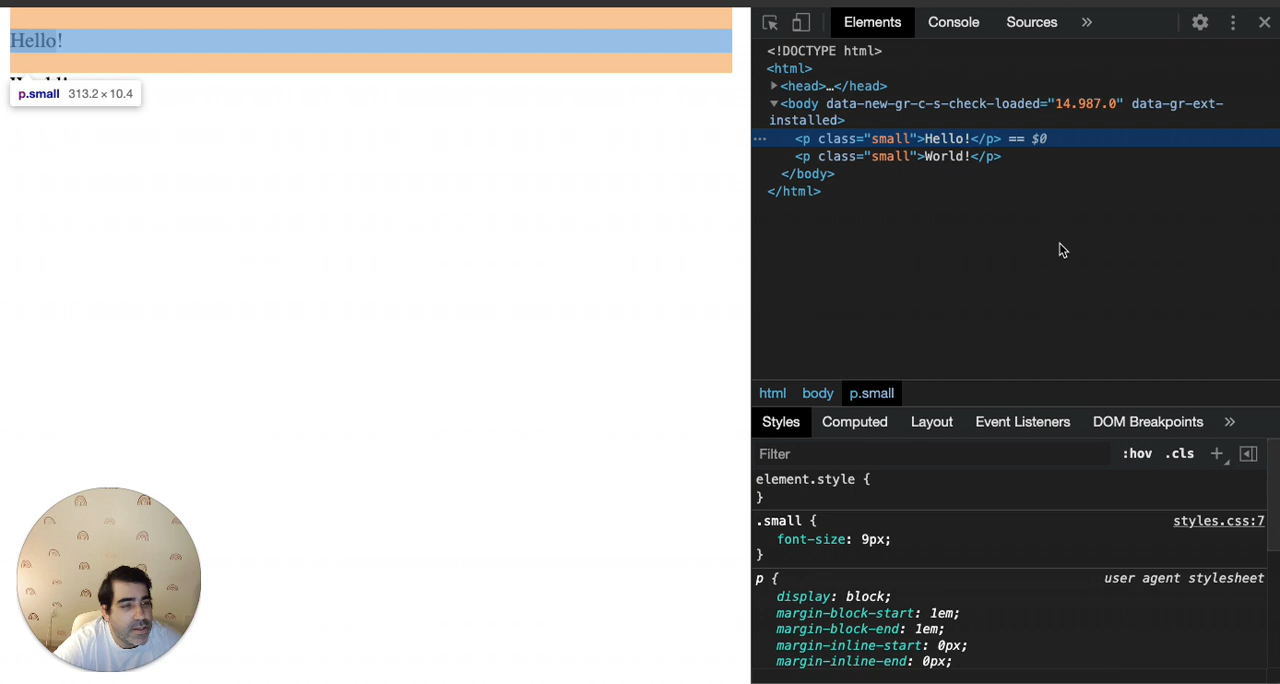 Hello!
p.small 313.2 × 10.4
Elements Console Sources »
<!DOCTYPE html>
<html>
<head>…</head>
<body data-new-gr-c-s-check-loaded="14.987.0" data-gr-ext-
installed>
<p class="small">Hello!</p> == $0
<p class="small">World!</p>
</body>
</html>
html body p.small
Styles Computed Layout Event Listeners DOM Breakpoints »
Filter :hov .cls +
element.style {
}
.small { styles.css:7
font-size: 9px;
}
p { user agent stylesheet
display: block;
margin-block-start: 1em;
margin-block-end: 1em;
margin-inline-start: 0px;
margin-inline-end: 0px;